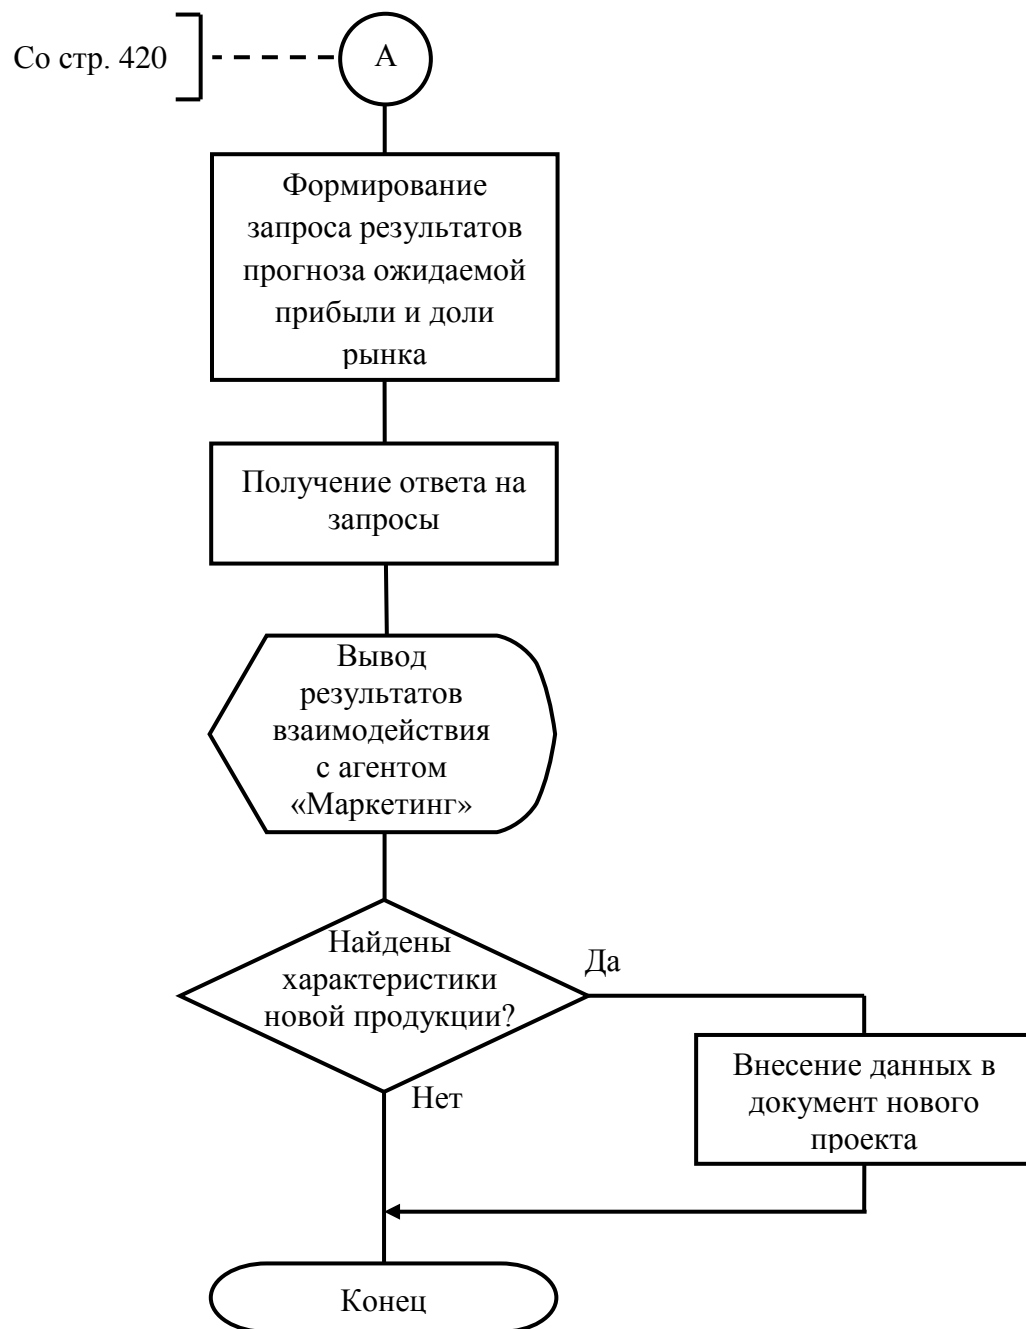 Со стр. 420
А
Формирование
запроса результатов
прогноза ожидаемой
прибыли и доли
рынка
Получение ответа на
запросы
Вывод
результатов
взаимодействия
с агентом
«Маркетинг»
Найдены
характеристики
новой продукции?
Да
Внесение данных в
документ нового
проекта
Нет
Конец